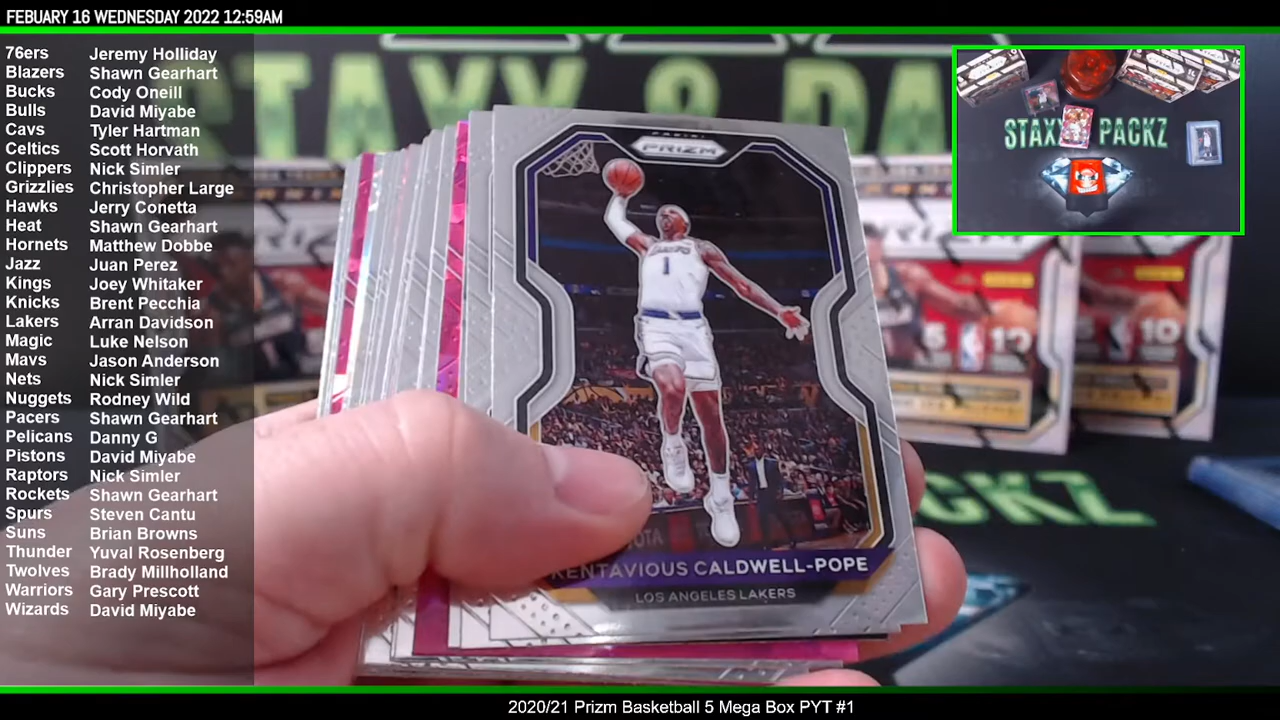 FEBUARY 16 WEDNESDAY 2022 12:59AM
76ers Jeremy Holliday
Blazers Shawn Gearhart
Bucks Cody Oneill
Bulls David Miyabe
Cavs Tyler Hartman
Celtics Scott Horvath
Clippers Nick Simler
Grizzlies Christopher Large
Hawks Jerry Conetta
Heat Shawn Gearhart
Hornets Matthew Dobbe
Jazz Juan Perez
Kings Joey Whitaker
Knicks Brent Pecchia
Lakers Arran Davidson
Magic Luke Nelson
Mavs Jason Anderson
Nets Nick Simler
Nuggets Rodney Wild
Pacers Shawn Gearhart
Pelicans Danny G
Pistons David Miyabe
Raptors Nick Simler
Rockets Shawn Gearhart
Spurs Steven Cantu
Suns Brian Browns
Thunder Yuval Rosenberg
Twolves Brady Millholland
Warriors Gary Prescott
Wizards David Miyabe
PANINI
PRIZM
LAKERS
1
KENTAVIOUS CALDWELL-POPE
LOS ANGELES LAKERS
STAXX PACKZ
10
2020/21 Prizm Basketball 5 Mega Box PYT #1